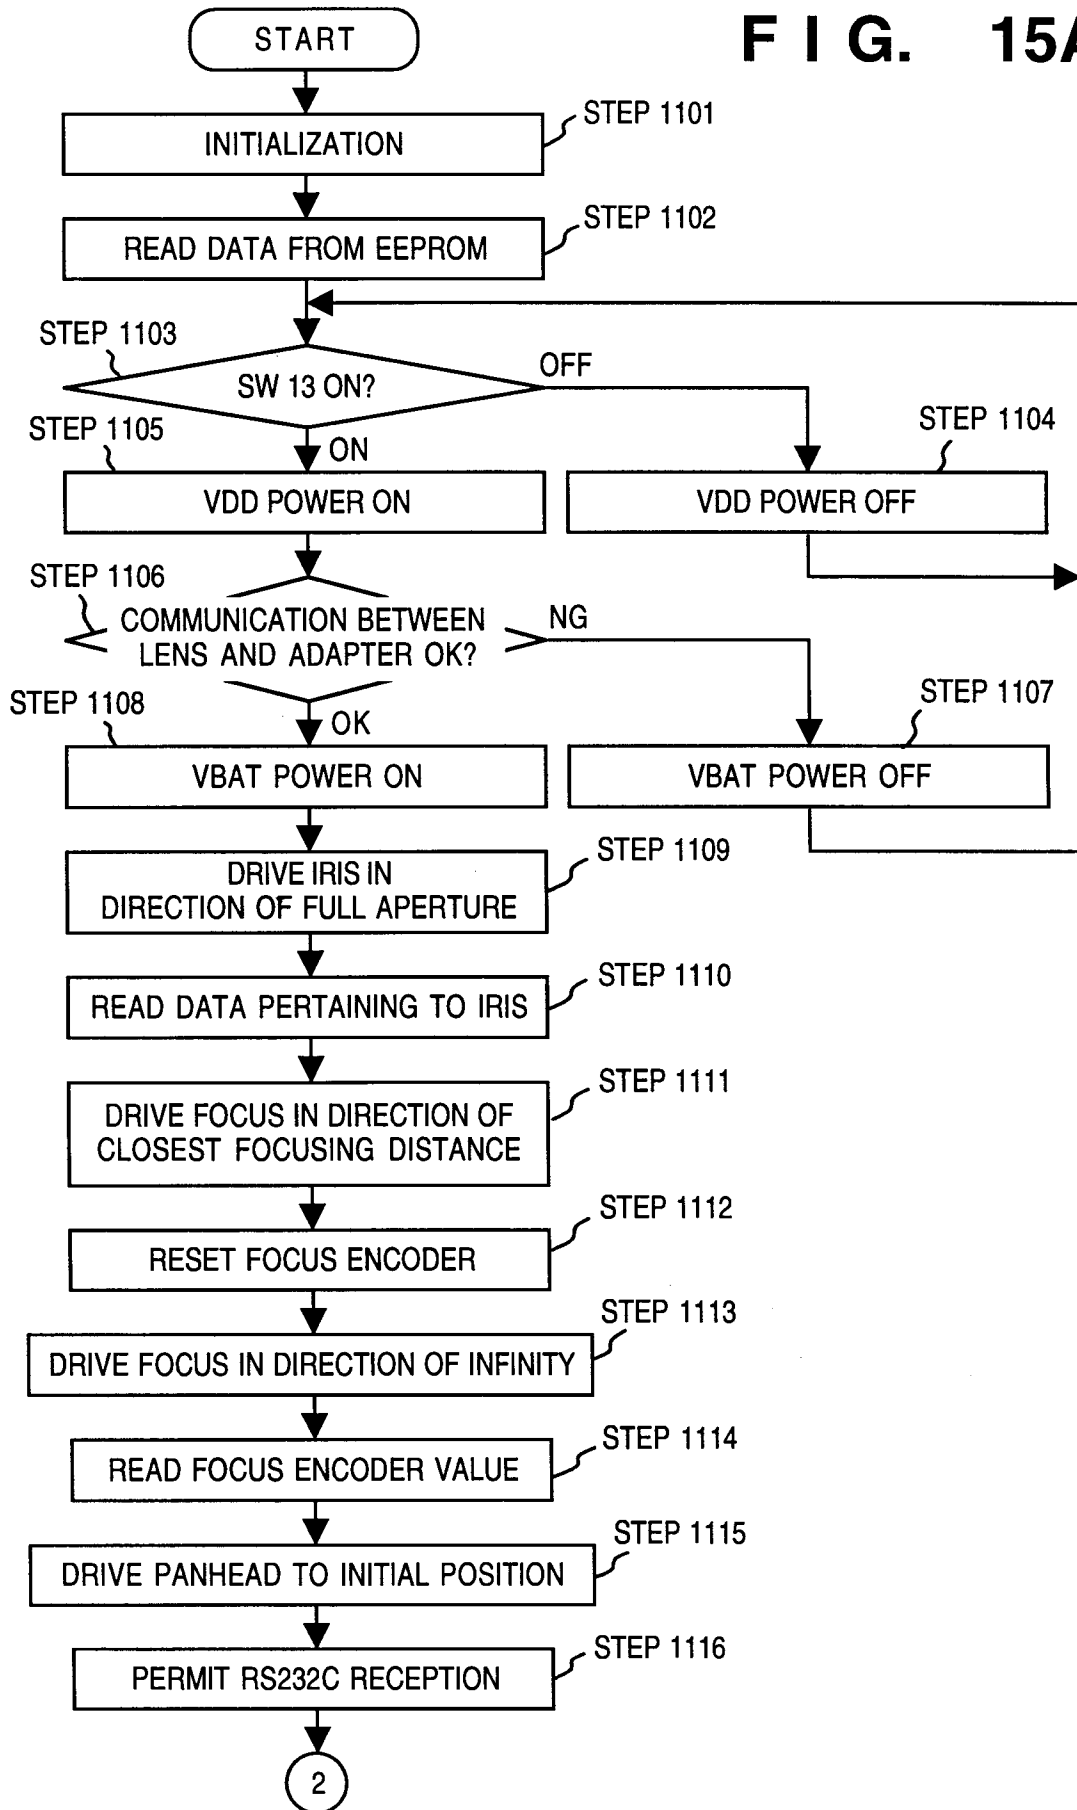 FIG. 15A
START
STEP 1101
INITIALIZATION
STEP 1102
READ DATA FROM EEPROM
STEP 1103
SW 13 ON?
OFF
STEP 1105
ON
STEP 1104
VDD POWER ON
VDD POWER OFF
STEP 1106
COMMUNICATION BETWEEN
LENS AND ADAPTER OK?
NG
STEP 1108
OK
STEP 1107
VBAT POWER ON
VBAT POWER OFF
STEP 1109
DRIVE IRIS IN
DIRECTION OF FULL APERTURE
STEP 1110
READ DATA PERTAINING TO IRIS
STEP 1111
DRIVE FOCUS IN DIRECTION OF
CLOSEST FOCUSING DISTANCE
STEP 1112
RESET FOCUS ENCODER
STEP 1113
DRIVE FOCUS IN DIRECTION OF INFINITY
STEP 1114
READ FOCUS ENCODER VALUE
STEP 1115
DRIVE PANHEAD TO INITIAL POSITION
STEP 1116
PERMIT RS232C RECEPTION
2